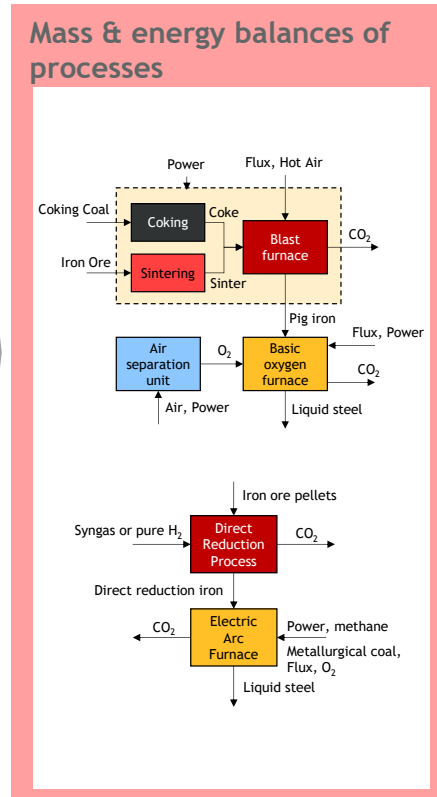 Mass & energy balances of
processes
Power
Flux, Hot Air
Coking Coal
Coking
Coke
Blast
furnace
CO₂
Iron Ore
Sintering
Sinter
Pig iron
Flux, Power
Air
separation
unit
O₂
Basic
oxygen
furnace
CO₂
Air, Power
Liquid steel
Iron ore pellets
Syngas or pure H₂
Direct
Reduction
Process
CO₂
Direct reduction iron
CO₂
Electric
Arc
Furnace
Power, methane
Metallurgical coal,
Flux, O₂
Liquid steel